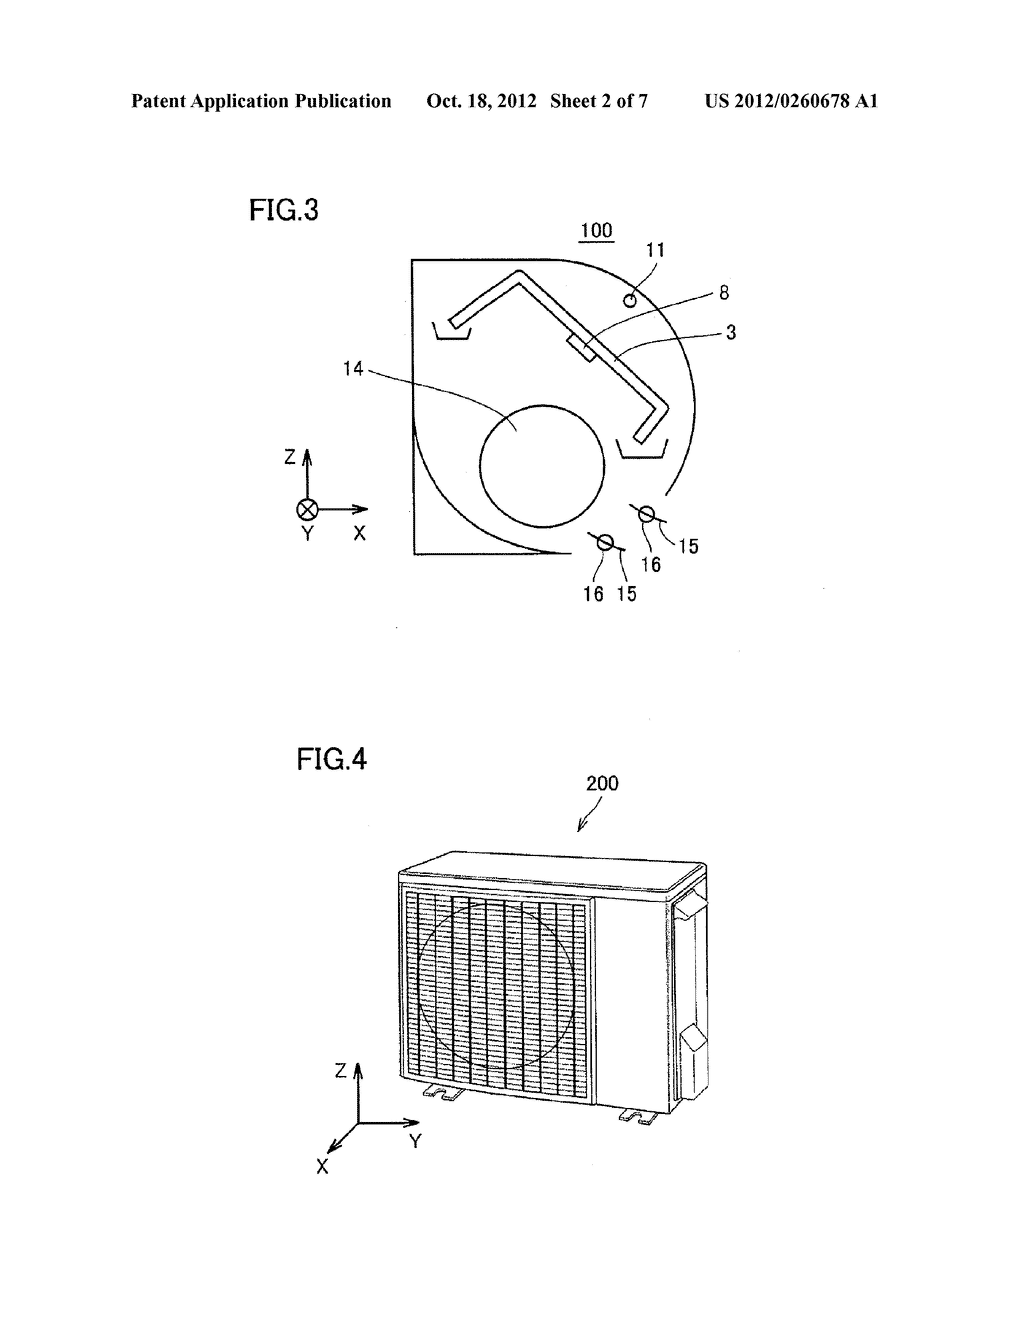 Patent Application Publication Oct. 18, 2012 Sheet 2 of 7 US 2012/0260678 A1
FIG.3
100
11
8
3
14
Z
Y X
15
16
16 15
FIG.4
200
Z
Y
X